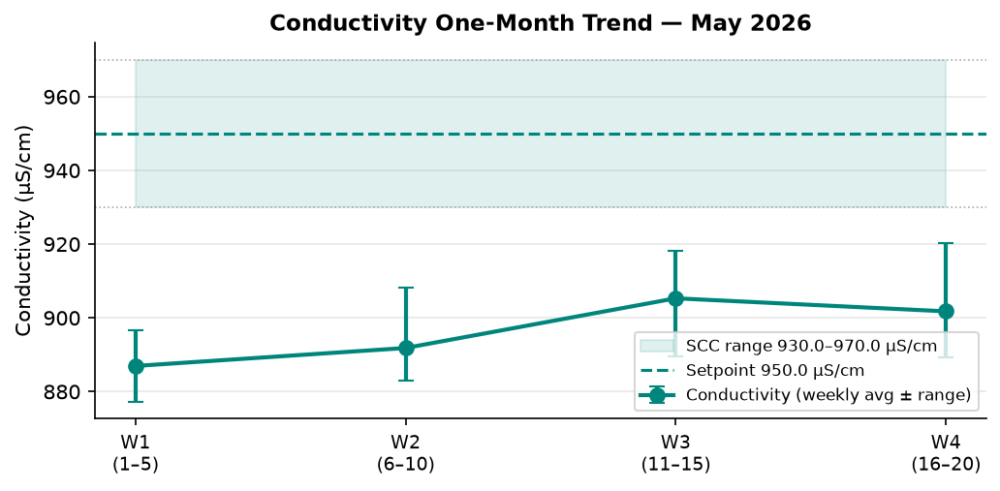 Conductivity One-Month Trend — May 2026
Conductivity (µS/cm)
960
940
920
900
880
SCC range 930.0–970.0 µS/cm
Setpoint 950.0 µS/cm
Conductivity (weekly avg ± range)
W1
(1–5)
W2
(6–10)
W3
(11–15)
W4
(16–20)